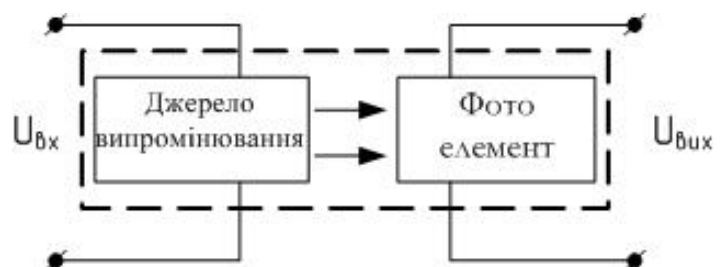 Джерело
випромінювання
Фото
елемент
Uвх
Uвих